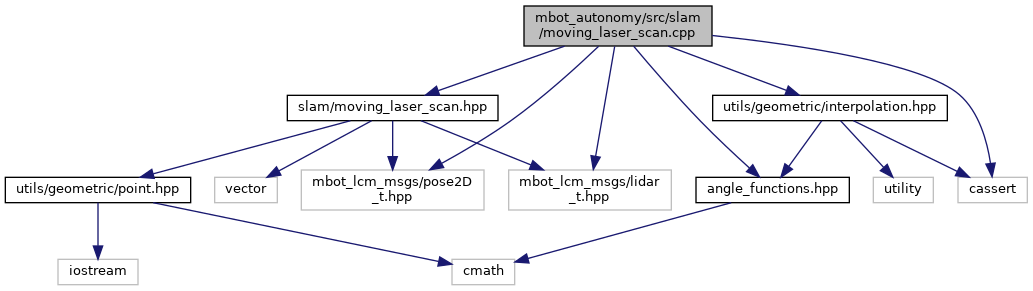 mbot_autonomy/src/slam
/moving_laser_scan.cpp
slam/moving_laser_scan.hpp
utils/geometric/interpolation.hpp
utils/geometric/point.hpp
vector
mbot_lcm_msgs/pose2D
_t.hpp
mbot_lcm_msgs/lidar
_t.hpp
angle_functions.hpp
utility
cassert
iostream
cmath